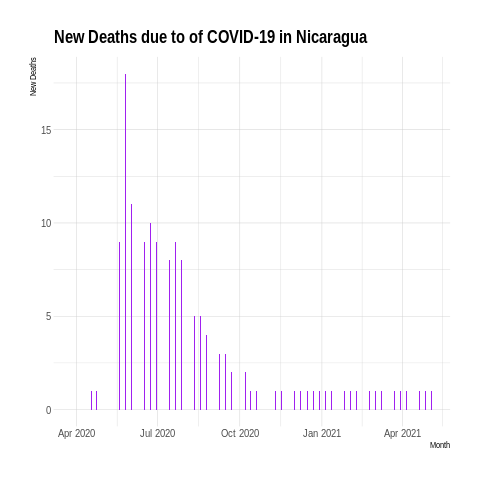 New Deaths due to of COVID-19 in Nicaragua
New Deaths
15
10
5
0
Apr 2020 Jul 2020 Oct 2020 Jan 2021 Apr 2021
Month